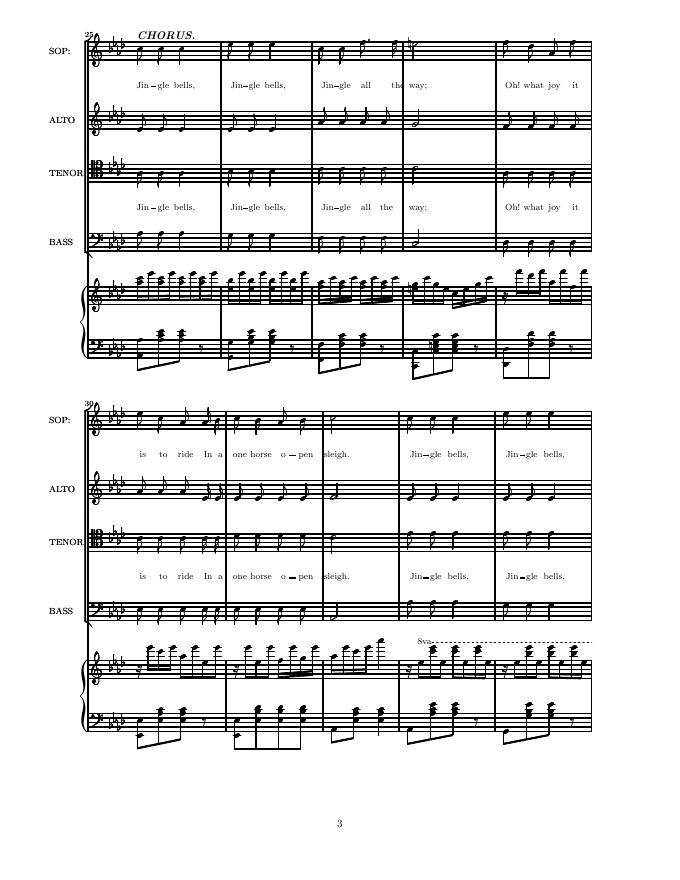 25 CHORUS.
SOP:
Jin-gle bells, Jin-gle bells, Jin-gle all the way; Oh! what joy it
ALTO
TENOR
Jin-gle bells, Jin-gle bells, Jin-gle all the way; Oh! what joy it
BASS
30
SOP:
is to ride In a one horse o-pen sleigh. Jin-gle bells, Jin-gle bells,
ALTO
TENOR
is to ride In a one horse o-pen sleigh. Jin-gle bells, Jin-gle bells,
BASS
8va
3